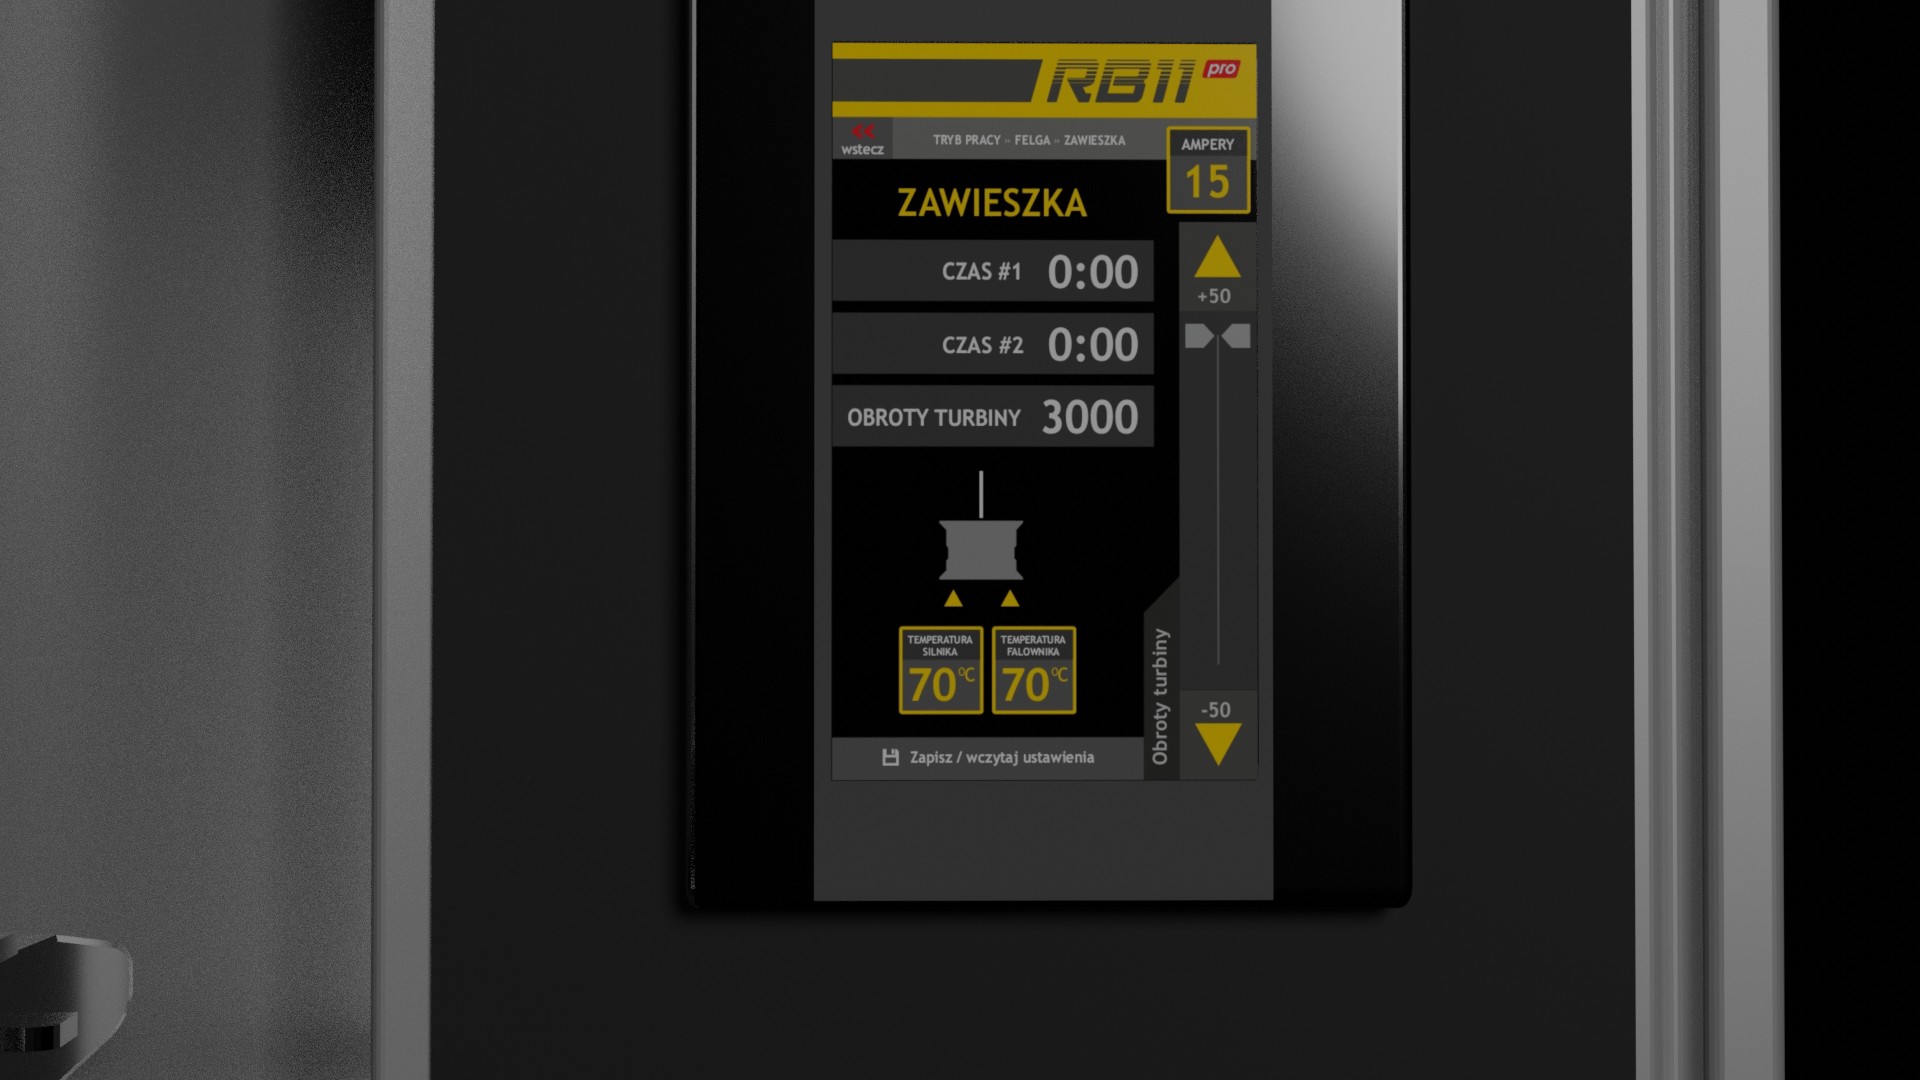 RB11 pro
wstecz
TRYB PRACY » FELGA » ZAWIESZKA
AMPERY
15
ZAWIESZKA
CZAS #1 0:00
+50
CZAS #2 0:00
OBROTY TURBINY 3000
TEMPERATURA
SILNIKA
70°C
TEMPERATURA
FALOWNIKA
70°C
Obroty turbiny
-50
Zapisz / wczytaj ustawienia